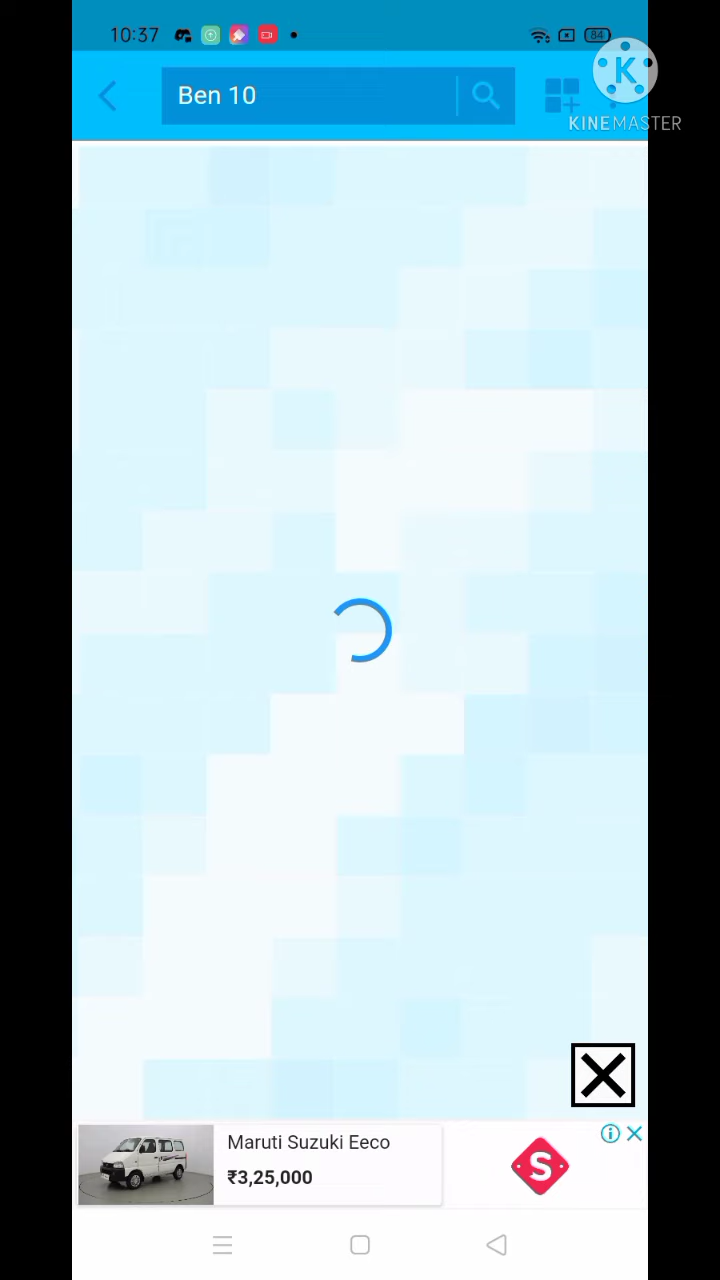 10:37
84
Ben 10
K
KINEMASTER
Maruti Suzuki Eeco
₹3,25,000
S